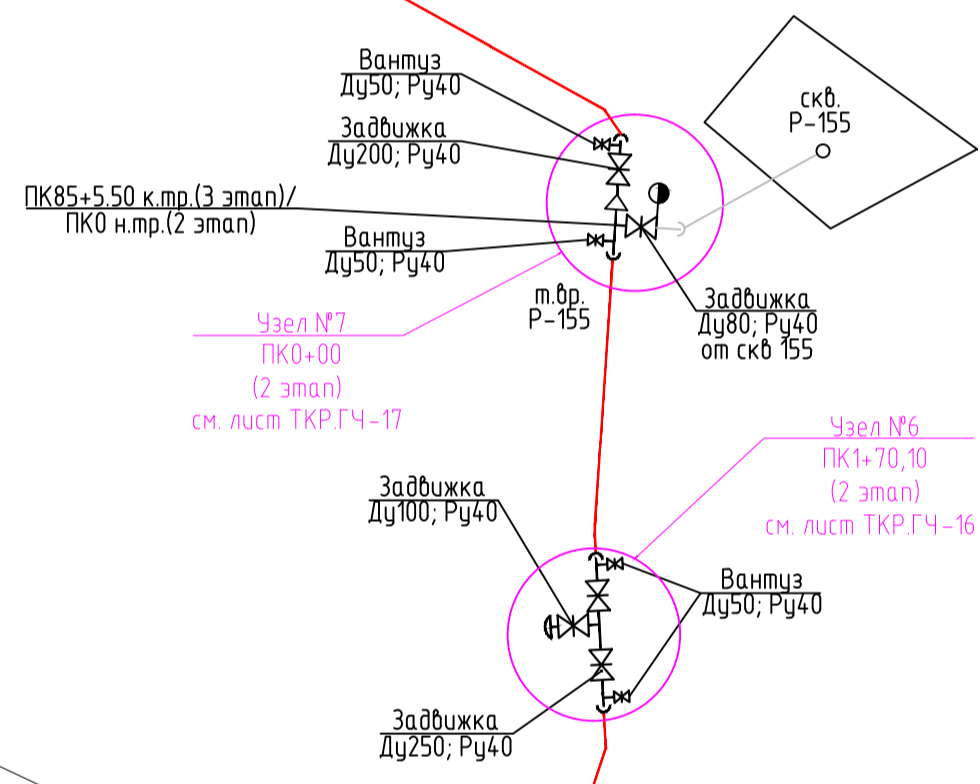 Вантуз
Ду50; Ру40
Задвижка
Ду200; Ру40
скв.
Р-155
ПК85+5.50 к.тр.(3 этап)/
ПК0 н.тр.(2 этап)
Вантуз
Ду50; Ру40
т.вр.
Р-155
Задвижка
Ду80; Ру40
от скв 155
Узел №7
ПК0+00
(2 этап)
см. лист ТКР.ГЧ-17
Узел №6
ПК1+70,10
(2 этап)
см. лист ТКР.ГЧ-16
Задвижка
Ду100; Ру40
Вантуз
Ду50; Ру40
Задвижка
Ду250; Ру40